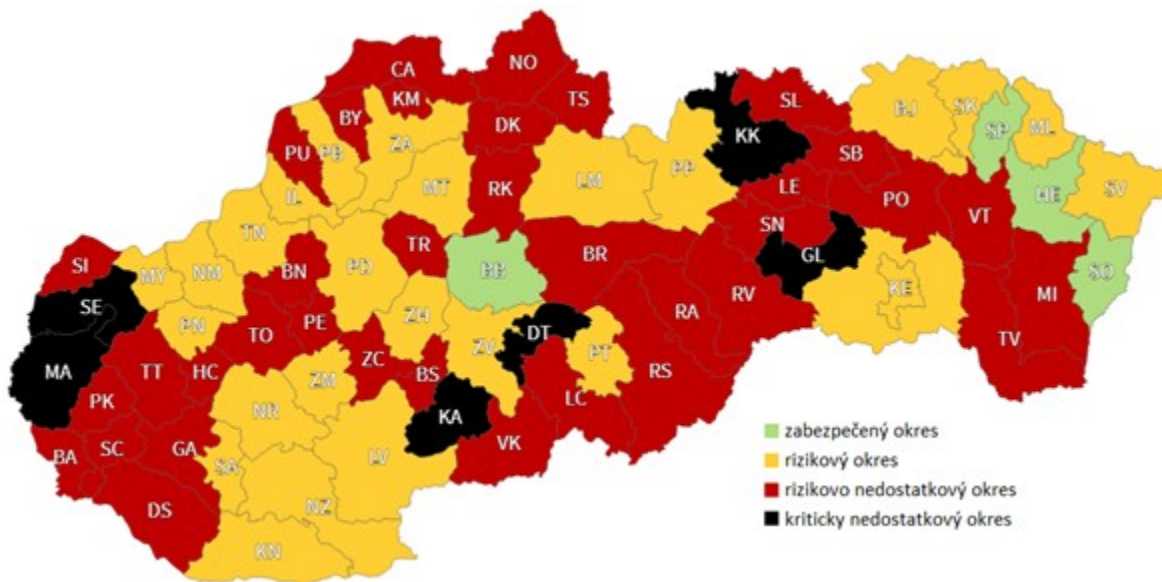 CA
NO
KM
TS
BY
DK
PU
PB
ZA
IL
MT
RK
LM
PP
KK
SL
SB
LE
BJ
SK
SP
ML
HE
SV
PO
VT
SN
GL
SO
TN
TR
BB
BR
SI
MY
NM
BN
PD
SE
PN
TO
PE
ZH
ZV
DT
PT
RA
RV
KE
MI
TV
MA
TT
HC
ZC
BS
ZM
PK
NR
KA
VK
LC
RS
BA
SC
GA
SA
LV
DS
NZ
KN
zabezpečený okres
rizikový okres
rizikovo nedostatkový okres
kriticky nedostatkový okres